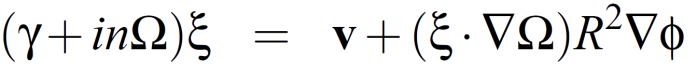 (γ + inΩ)ξ = v + (ξ · ∇Ω)R²∇ϕ